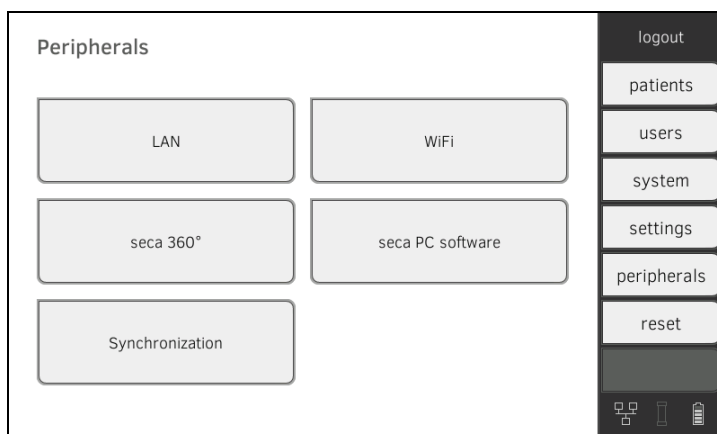 Peripherals
LAN
WiFi
seca 360°
seca PC software
Synchronization
logout
patients
users
system
settings
peripherals
reset